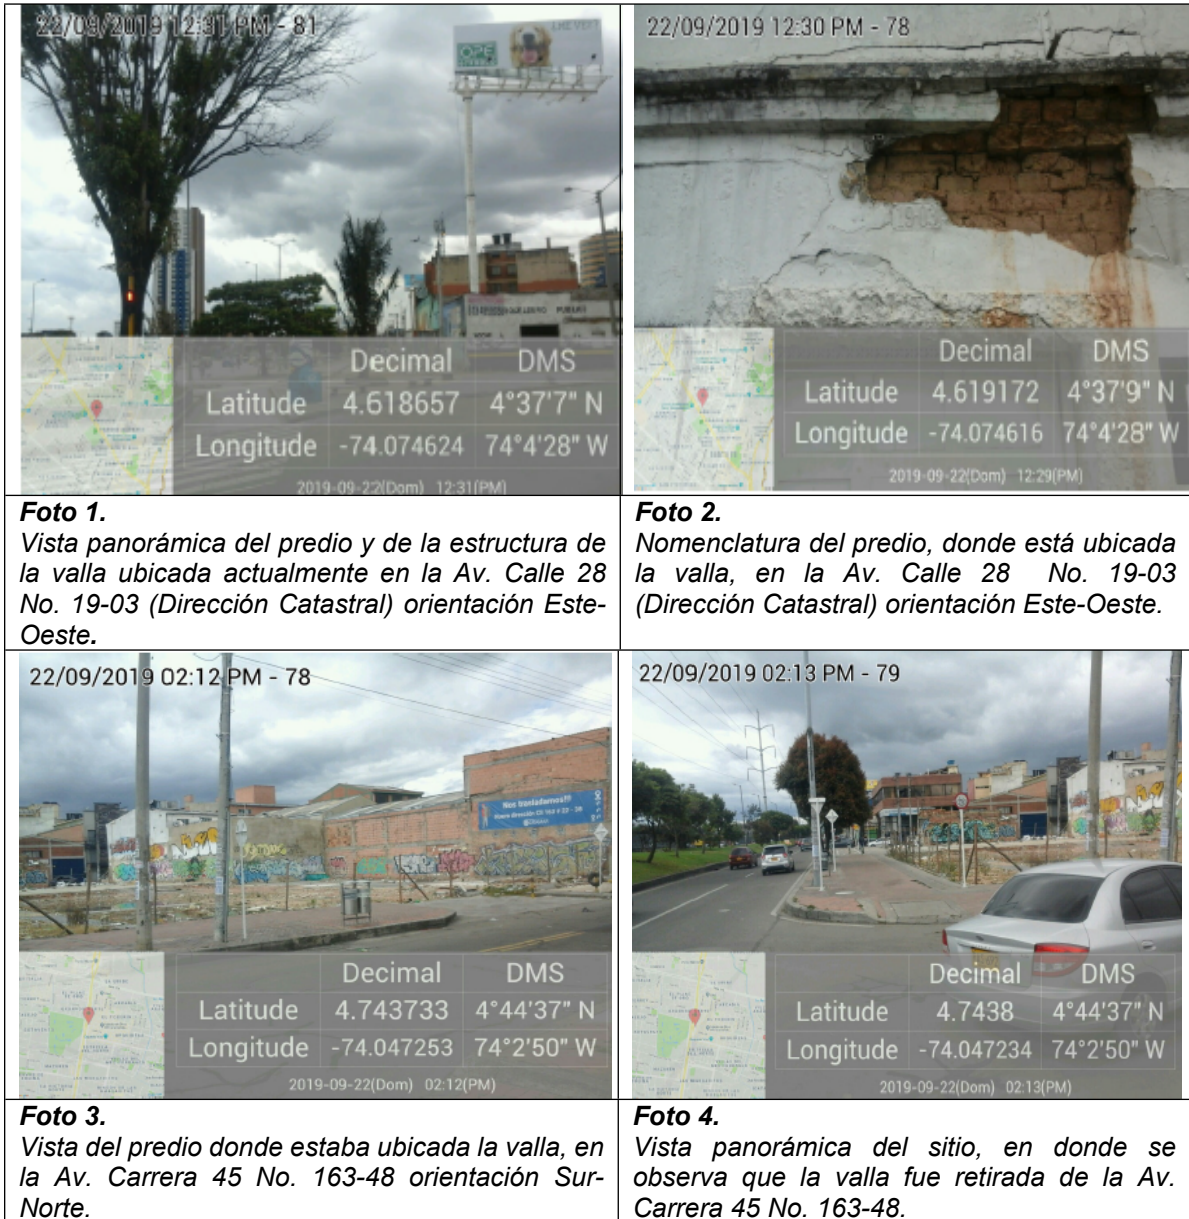 22/09/2019 12:31 PM - 81
OPE
Decimal DMS
Latitude 4.618657 4°37'7" N
Longitude -74.074624 74°4'28" W
2019-09-22(Dom) 12:31(PM)
22/09/2019 12:30 PM - 78
Decimal DMS
Latitude 4.619172 4°37'9" N
Longitude -74.074616 74°4'28" W
2019-09-22(Dom) 12:29(PM)
Foto 1.
Vista panorámica del predio y de la estructura de
la valla ubicada actualmente en la Av. Calle 28
No. 19-03 (Dirección Catastral) orientación Este-
Oeste.
Foto 2.
Nomenclatura del predio, donde está ubicada
la valla, en la Av. Calle 28 No. 19-03
(Dirección Catastral) orientación Este-Oeste.
22/09/2019 02:12 PM - 78
Nos trasladamos!!!
Decimal DMS
Latitude 4.743733 4°44'37" N
Longitude -74.047253 74°2'50" W
2019-09-22(Dom) 02:12(PM)
22/09/2019 02:13 PM - 79
Decimal DMS
Latitude 4.7438 4°44'37" N
Longitude -74.047234 74°2'50" W
2019-09-22(Dom) 02:13(PM)
Foto 3.
Vista del predio donde estaba ubicada la valla, en
la Av. Carrera 45 No. 163-48 orientación Sur-
Norte.
Foto 4.
Vista panorámica del sitio, en donde se
observa que la valla fue retirada de la Av.
Carrera 45 No. 163-48.